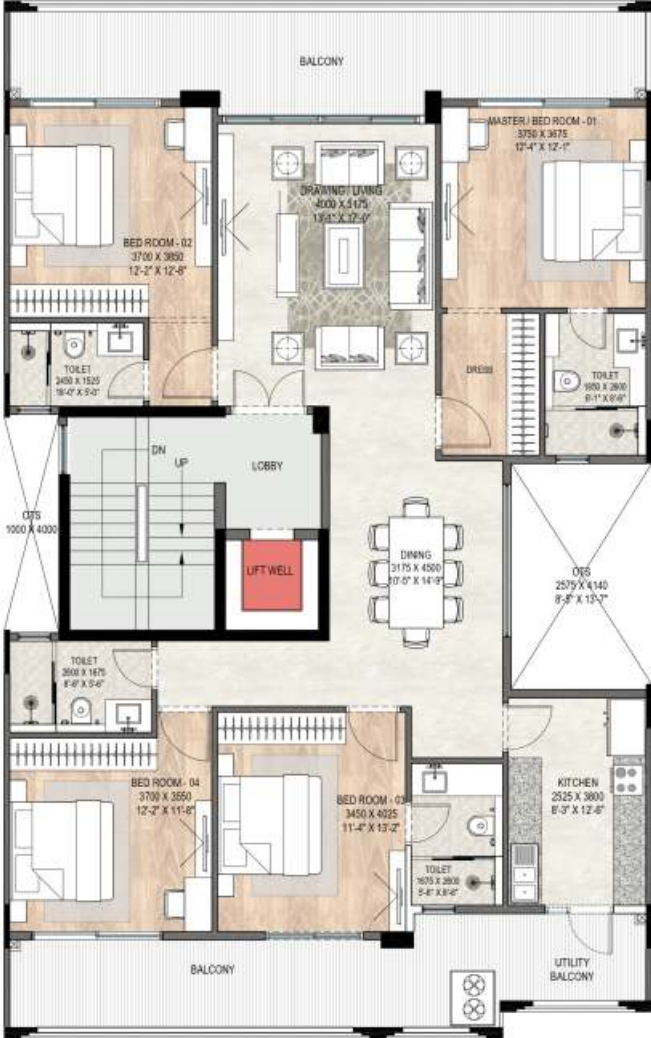 BALCONY
MASTER / BED ROOM - 01
3750 X 3675
12'-4" X 12'-1"
DRAWING / LIVING
4000 X 5175
13'-1" X 17'-0"
BED ROOM - 02
3700 X 3850
12'-2" X 12'-8"
TOILET
2450 X 1525
DRESS
TOILET
1850 X 2600
6'-1" X 8'-6"
DN
UP
LOBBY
OTS
1000 X 4000
LIFT WELL
DINING
3175 X 4500
10'-5" X 14'-9"
OTS
2575 X 4140
8'-5" X 13'-7"
TOILET
2600 X 1675
8'-6" X 5'-6"
BED ROOM - 04
3700 X 3550
12'-2" X 11'-8"
BED ROOM - 03
3450 X 4025
11'-4" X 13'-2"
KITCHEN
2525 X 3800
8'-3" X 12'-6"
TOILET
1675 X 2600
5'-6" X 8'-6"
BALCONY
UTILITY
BALCONY